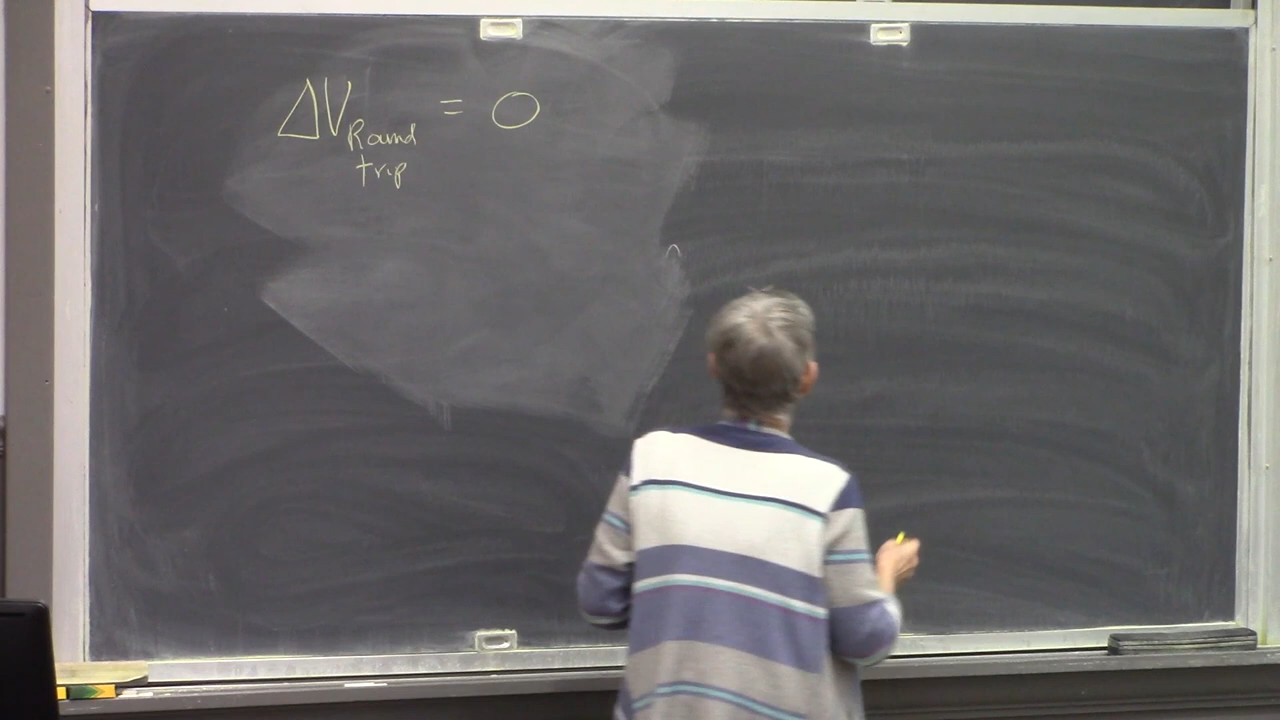 ΔV Round = 0
trip